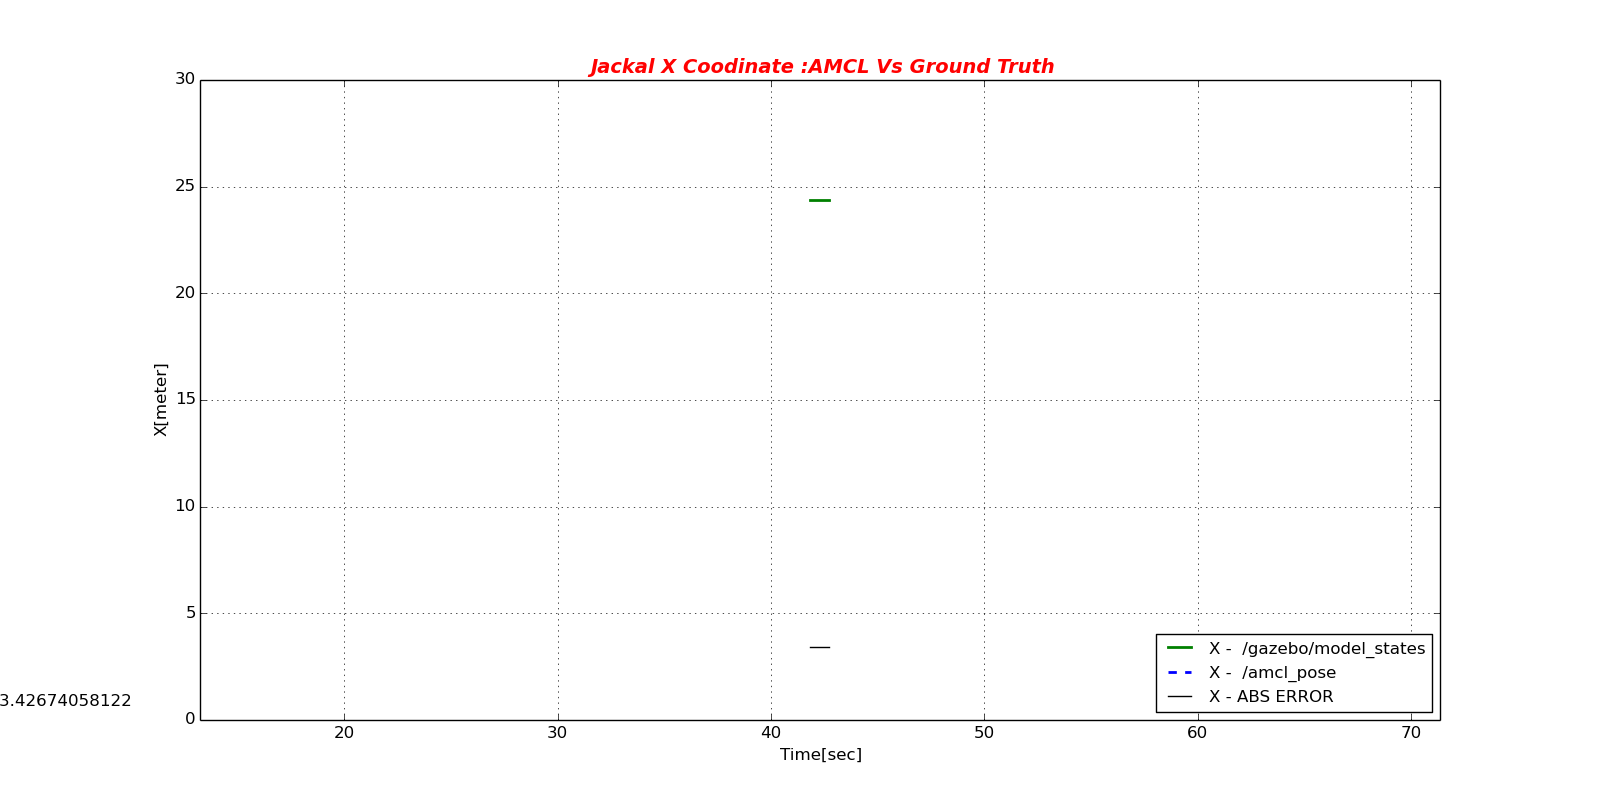 Jackal X Coodinate :AMCL Vs Ground Truth
30
25
20
15
10
5
0
X[meter]
3.42674058122
20 30 40 50 60 70
Time[sec]
X -  /gazebo/model_states
X -  /amcl_pose
X - ABS ERROR